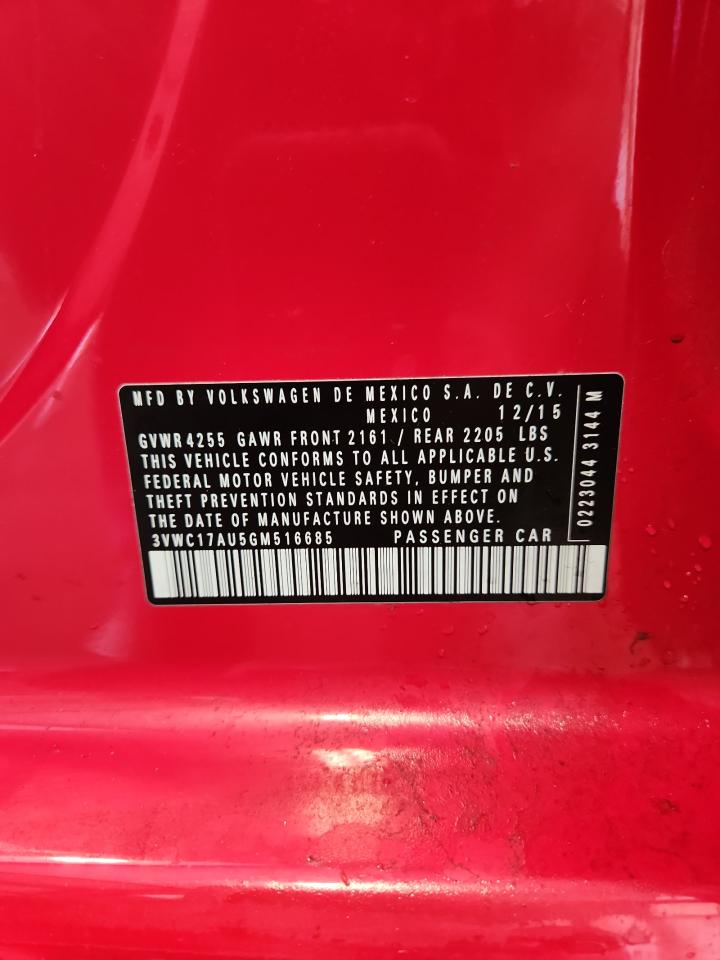 MFD BY VOLKSWAGEN DE MEXICO S.A. DE C.V.
MEXICO 12/15
GVWR 4255 GAWR FRONT 2161 / REAR 2205 LBS
THIS VEHICLE CONFORMS TO ALL APPLICABLE U.S.
FEDERAL MOTOR VEHICLE SAFETY, BUMPER AND
THEFT PREVENTION STANDARDS IN EFFECT ON
THE DATE OF MANUFACTURE SHOWN ABOVE.
3VWC17AU5GM516685 PASSENGER CAR
0223044 3144 M